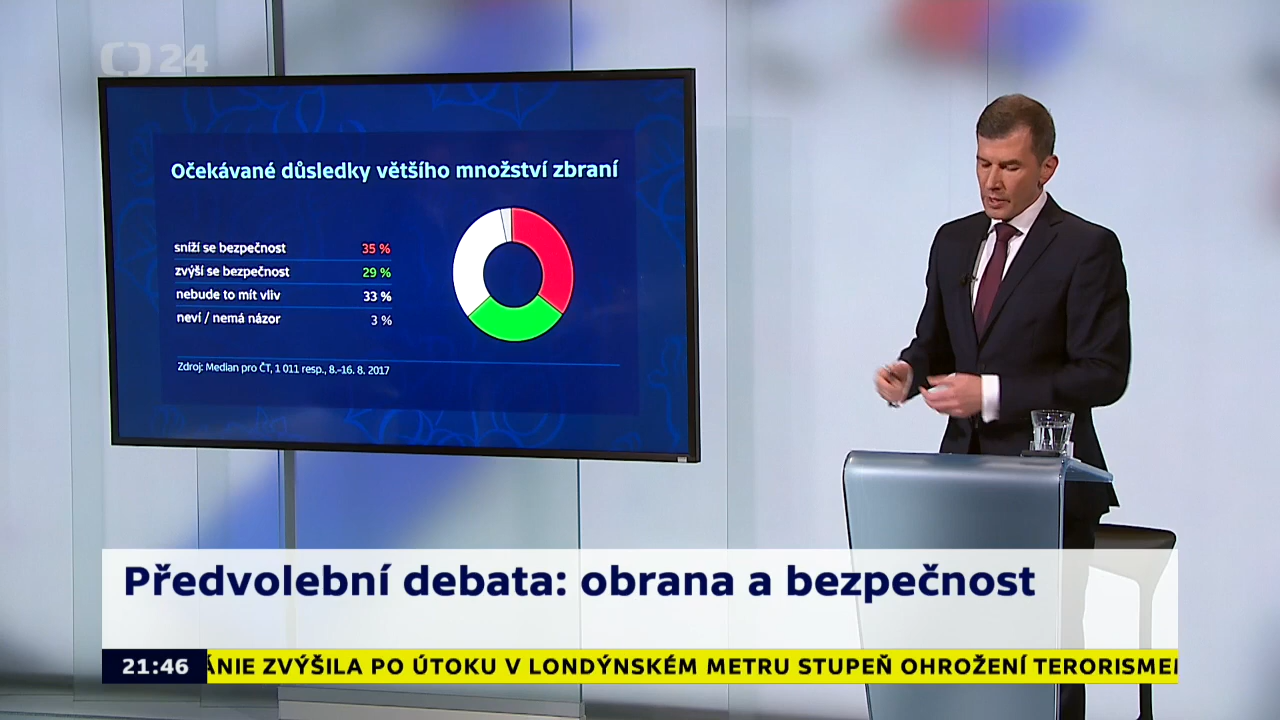 24
Očekávané důsledky většího množství zbraní
sníží se bezpečnost 35 %
zvýší se bezpečnost 29 %
nebude to mít vliv 33 %
neví / nemá názor 3 %
Zdroj: Median pro ČT, 1 011 resp., 8.–16. 8. 2017
Předvolební debata: obrana a bezpečnost
21:46 ÁNIE ZVÝŠILA PO ÚTOKU V LONDÝNSKÉM METRU STUPEŇ OHROŽENÍ TERORISME